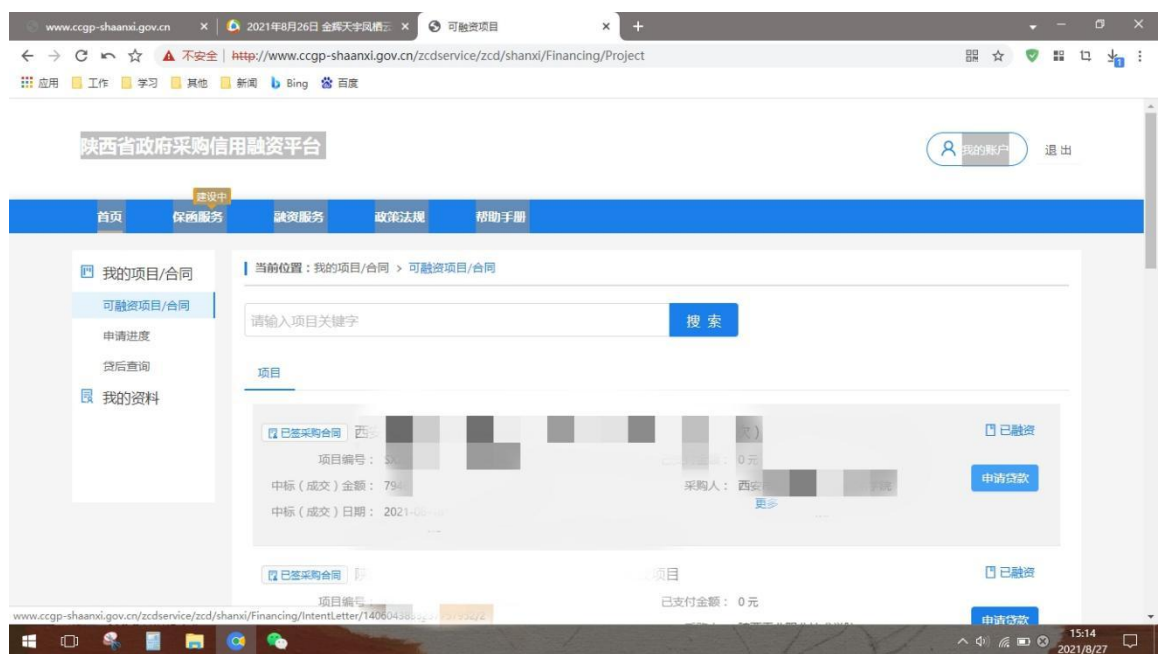 www.ccgp-shaanxi.gov.cn
2021年8月26日 金辉天宇凤栖云
可融资项目
不安全 http://www.ccgp-shaanxi.gov.cn/zcdservice/zcd/shanxi/Financing/Project
应用 工作 学习 其他 新闻 Bing 百度
陕西省政府采购信用融资平台
我的账户 退出
建设中
首页 保函服务 融资服务 政策法规 帮助手册
我的项目/合同
可融资项目/合同
申请进度
贷后查询
我的资料
当前位置：我的项目/合同 > 可融资项目/合同
请输入项目关键字
搜索
项目
已签采购合同 西 次） 已融资
项目编号： 0元
中标（成交）金额： 794 采购人： 西安 申请贷款
更多
中标（成交）日期： 2021-0
已签采购合同 项目 已融资
项目编号： 已支付金额： 0元
申请贷款
www.ccgp-shaanxi.gov.cn/zcdservice/zcd/shanxi/Financing/IntentLetter/140604385
15:14
2021/8/27